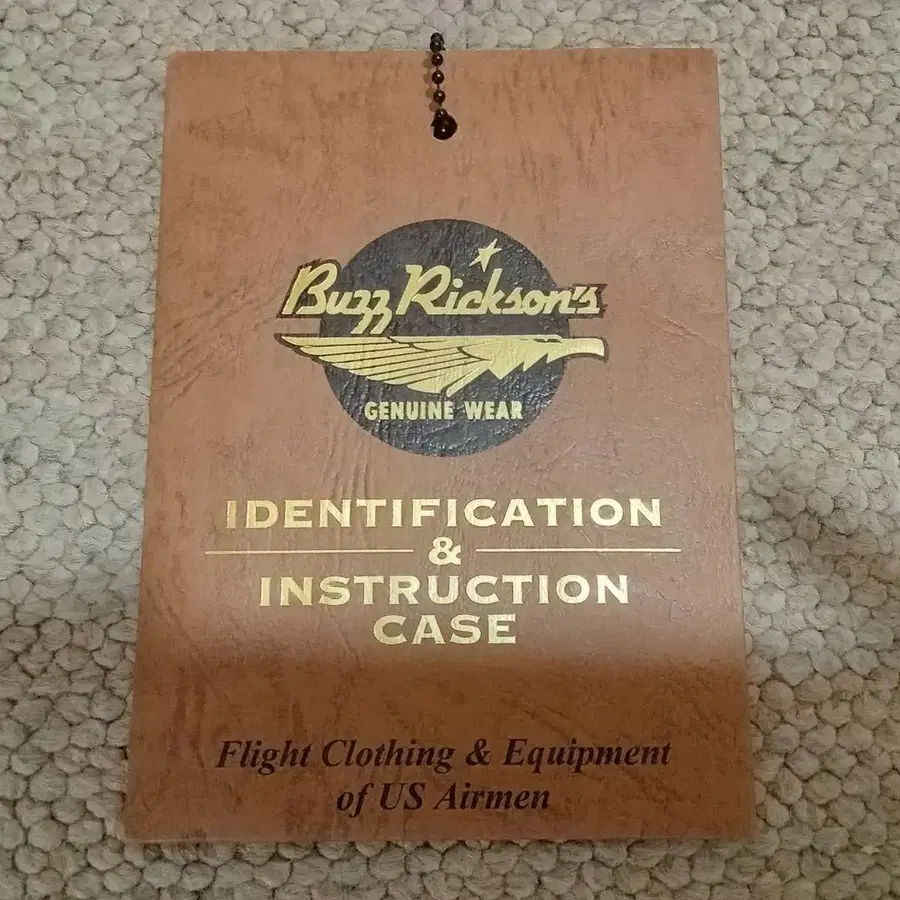 Buzz Rickson's
GENUINE WEAR
IDENTIFICATION
&
INSTRUCTION
CASE
Flight Clothing & Equipment
of US Airmen